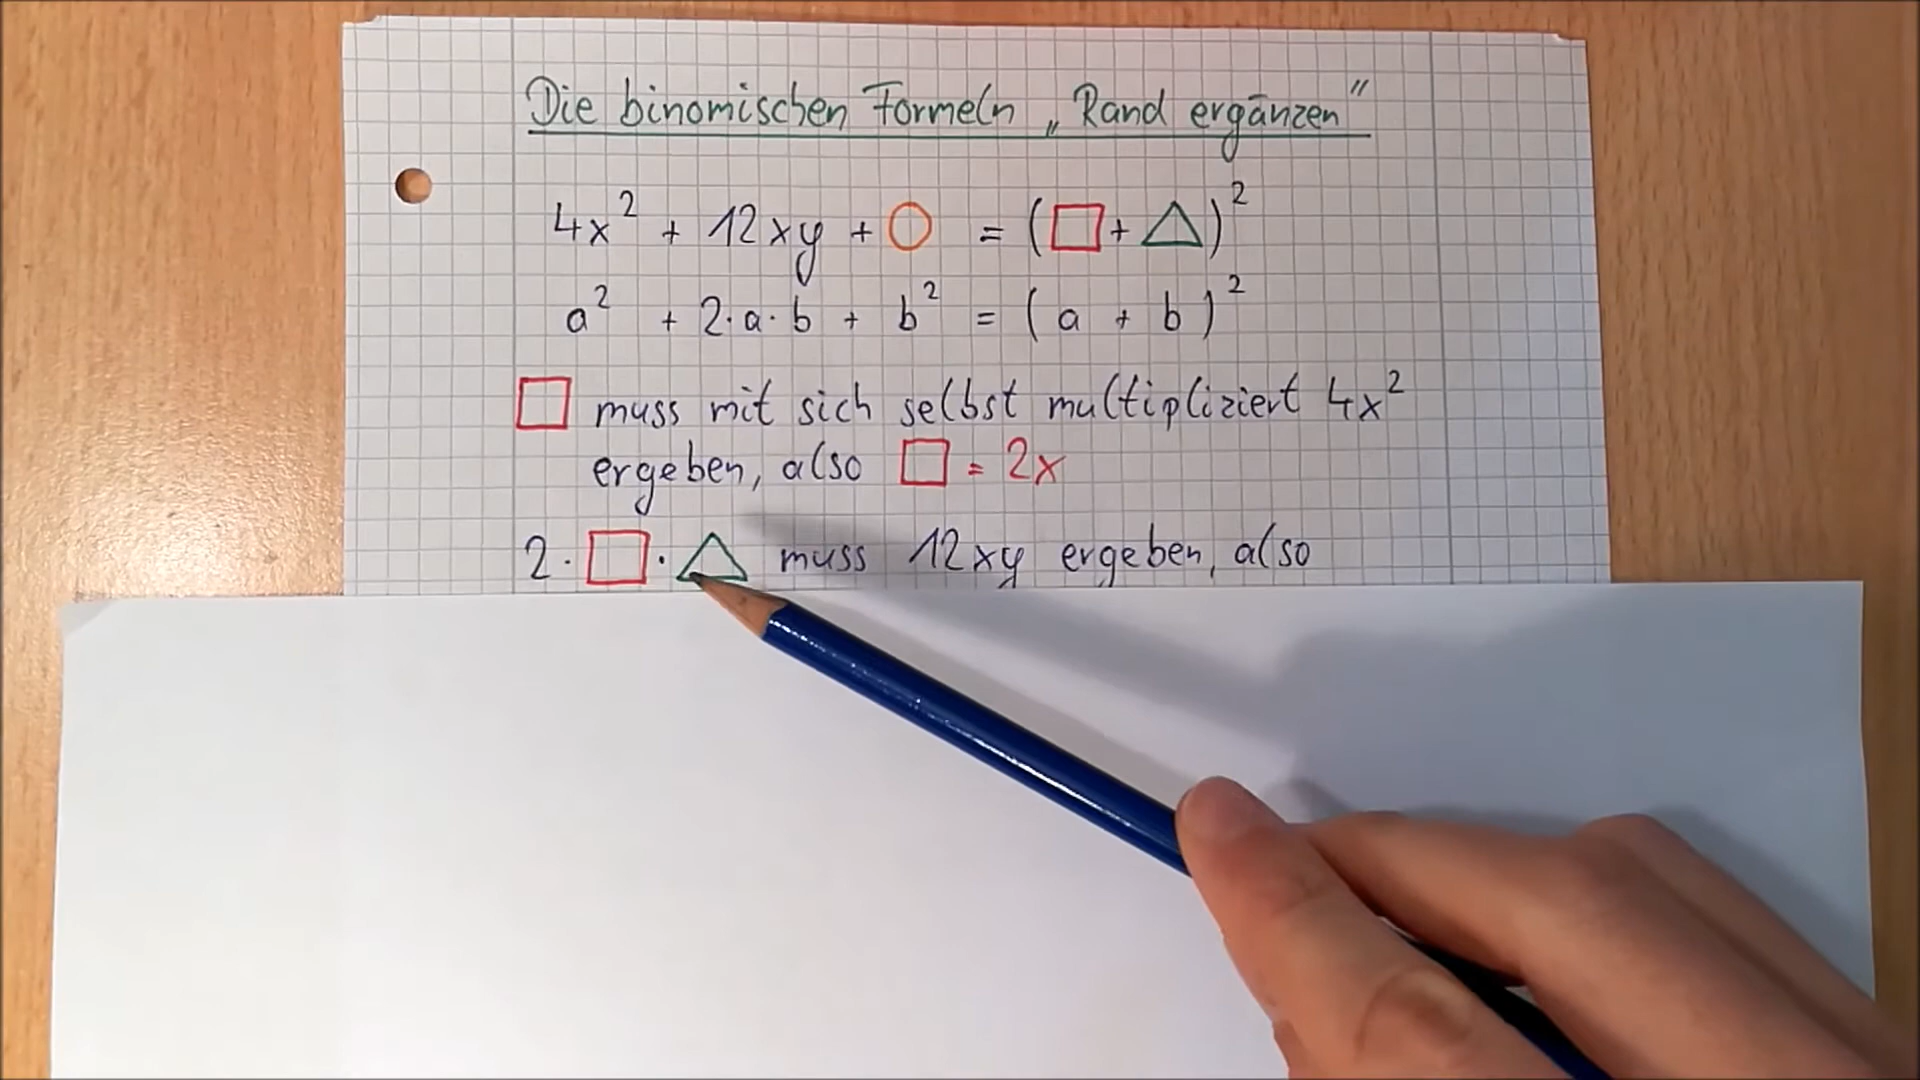 Die binomischen Formeln „Rand ergänzen“
4x² + 12xy + ○ = (□ + △)²
a² + 2·a·b + b² = (a + b)²
□ muss mit sich selbst multipliziert 4x²
ergeben, also □ = 2x
2·□·△ muss 12xy ergeben, also